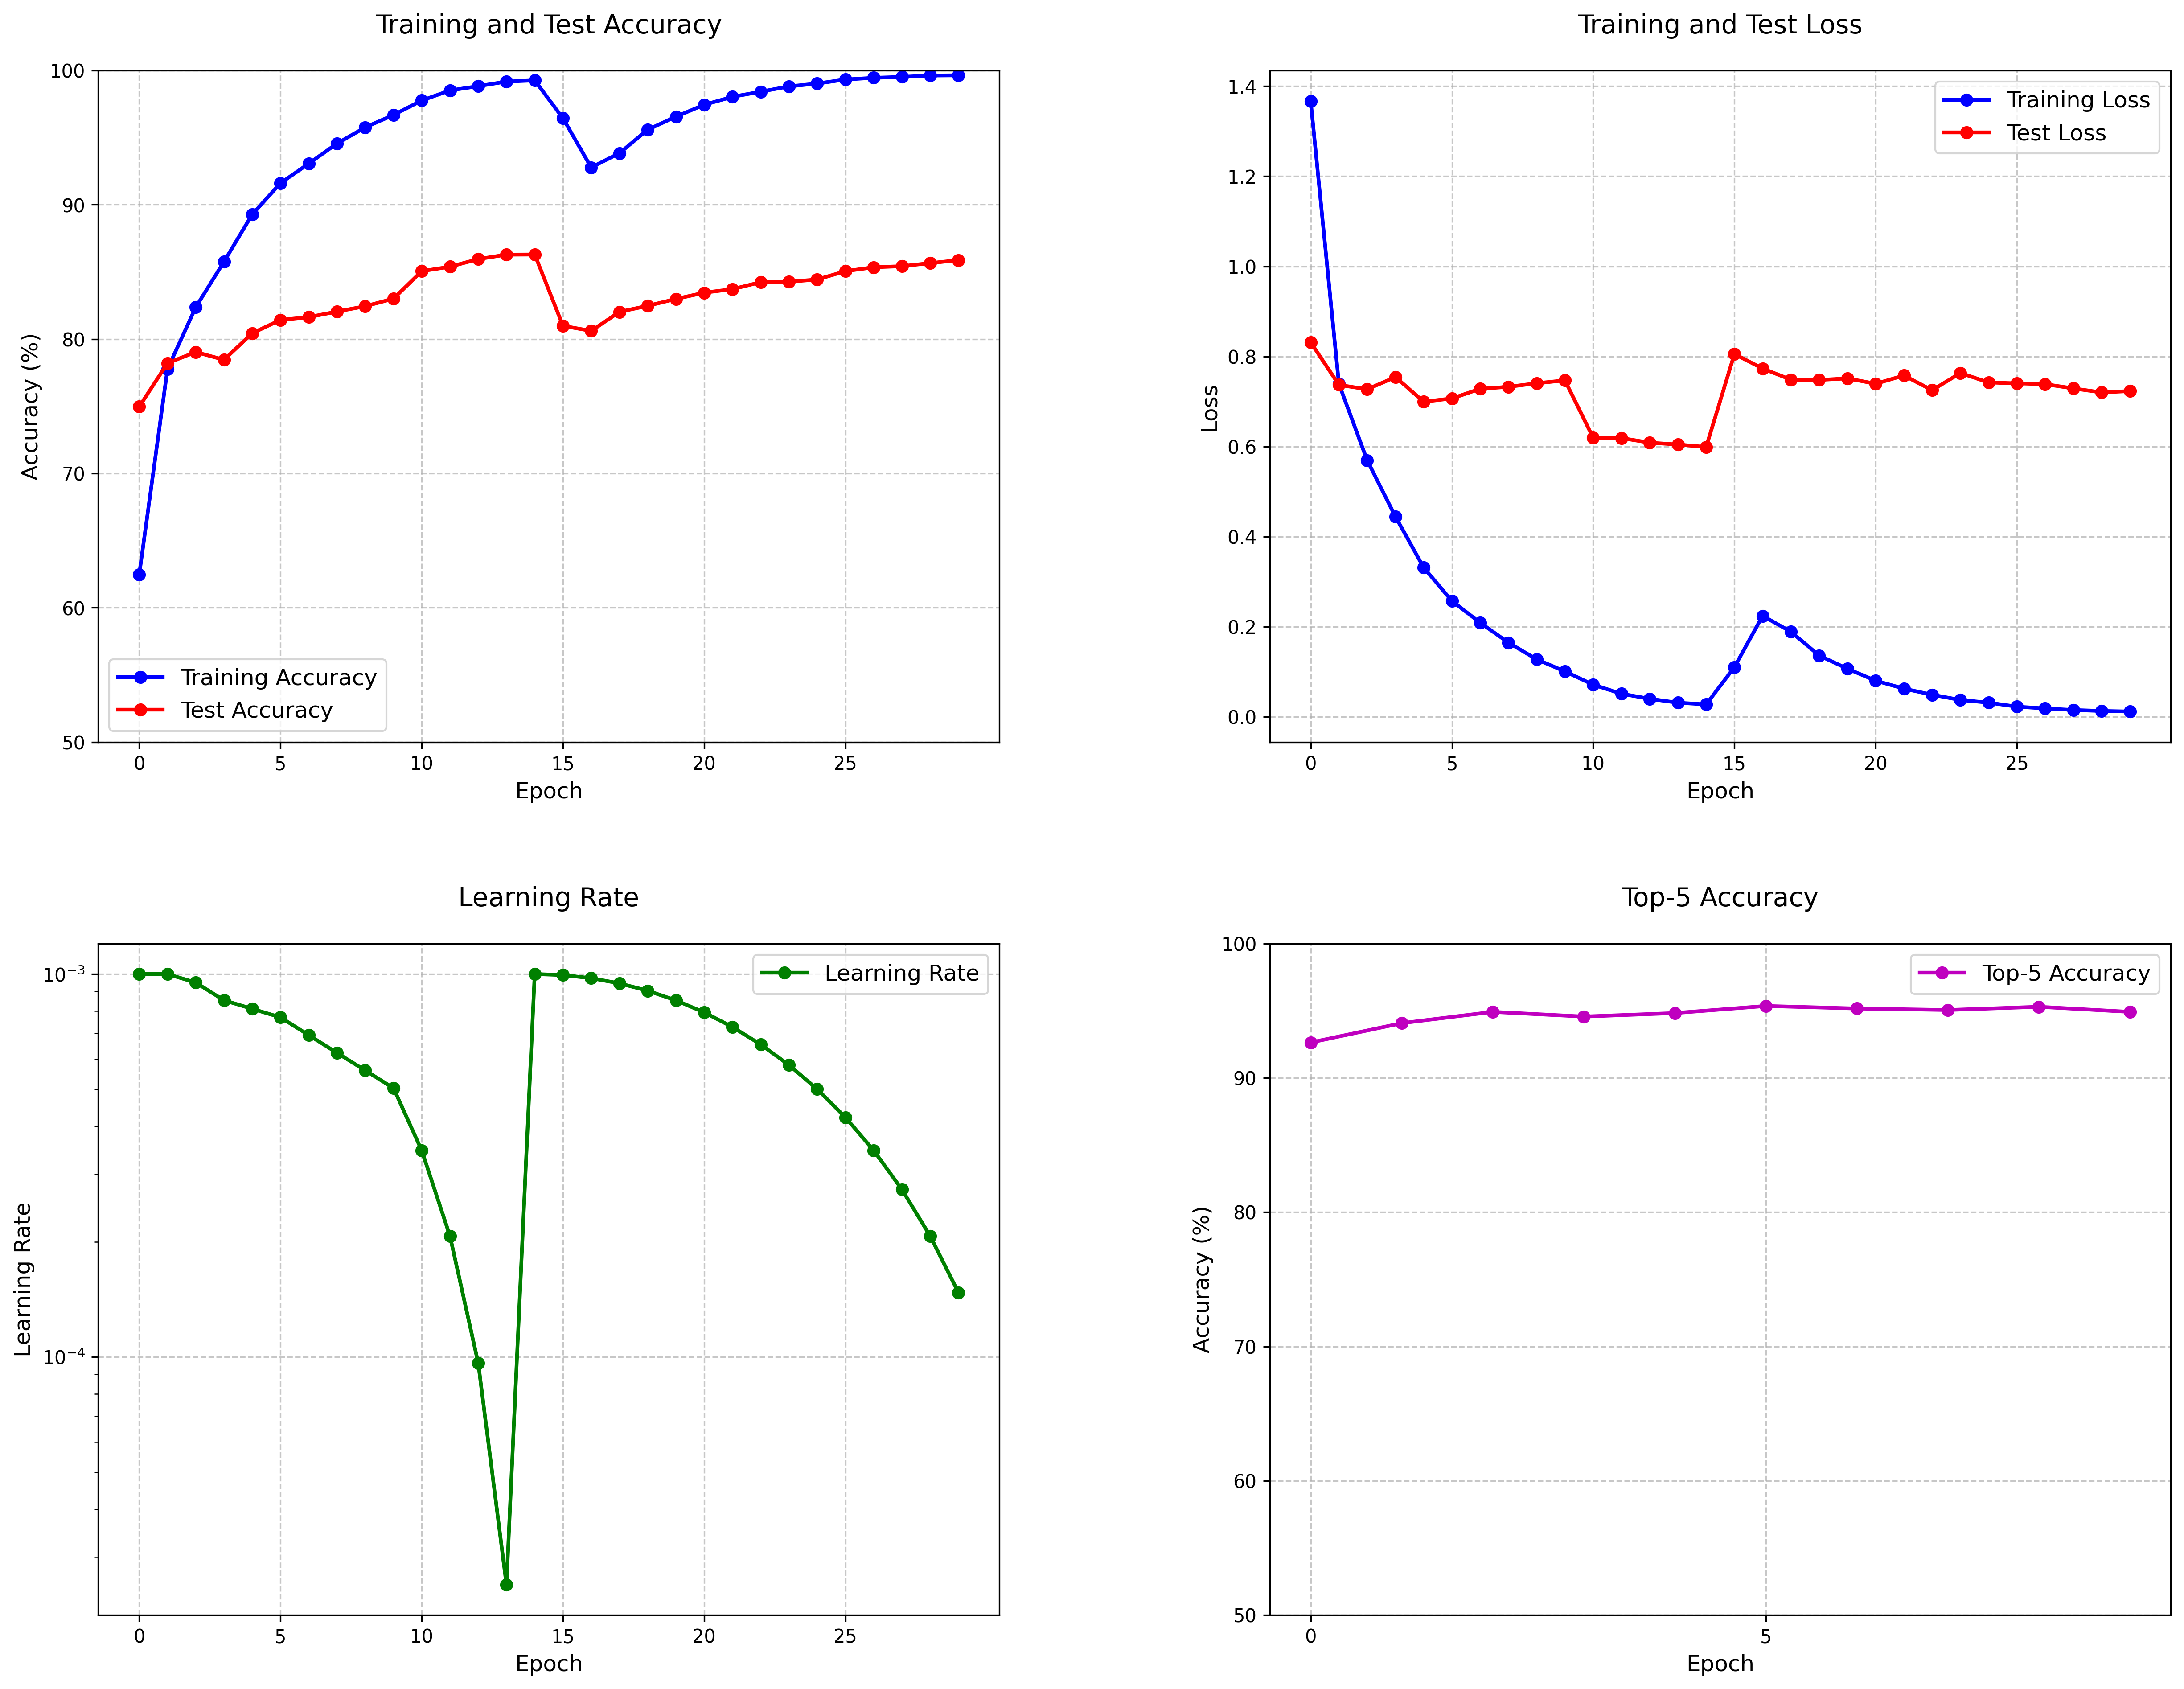 Training and Test Accuracy
100
90
80
70
60
50
Accuracy (%)
Training Accuracy
Test Accuracy
0 5 10 15 20 25
Epoch
Training and Test Loss
1.4
1.2
1.0
0.8
0.6
0.4
0.2
0.0
Loss
Training Loss
Test Loss
0 5 10 15 20 25
Epoch
Learning Rate
10⁻³
10⁻⁴
Learning Rate
Learning Rate
0 5 10 15 20 25
Epoch
Top-5 Accuracy
100
90
80
70
60
50
Accuracy (%)
Top-5 Accuracy
0 5
Epoch